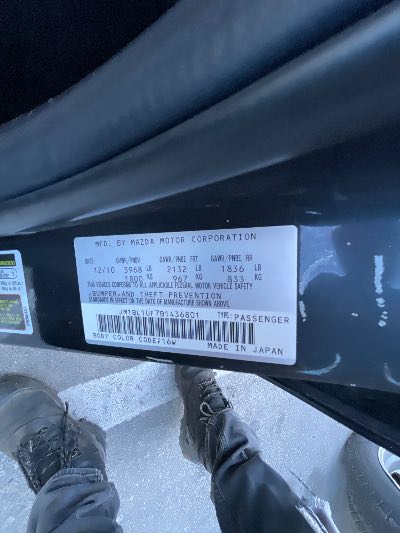 MFD. BY MAZDA MOTOR CORPORATION
DATE GVWR/PNBV GAWR/PNBE FRT GAWR/PNBE RR
12/10 3968 LB 2132 LB 1836 LB
1800 KG 967 KG 833 KG
THIS VEHICLE CONFORMS TO ALL APPLICABLE FEDERAL MOTOR VEHICLE SAFETY
BUMPER,AND THEFT PREVENTION
STANDARDS IN EFFECT ON THE DATE OF MANUFACTURE SHOWN ABOVE.
JM1BL1UF7B1436801 TYPE:PASSENGER
BODY COLOR CODE/16W MADE IN JAPAN